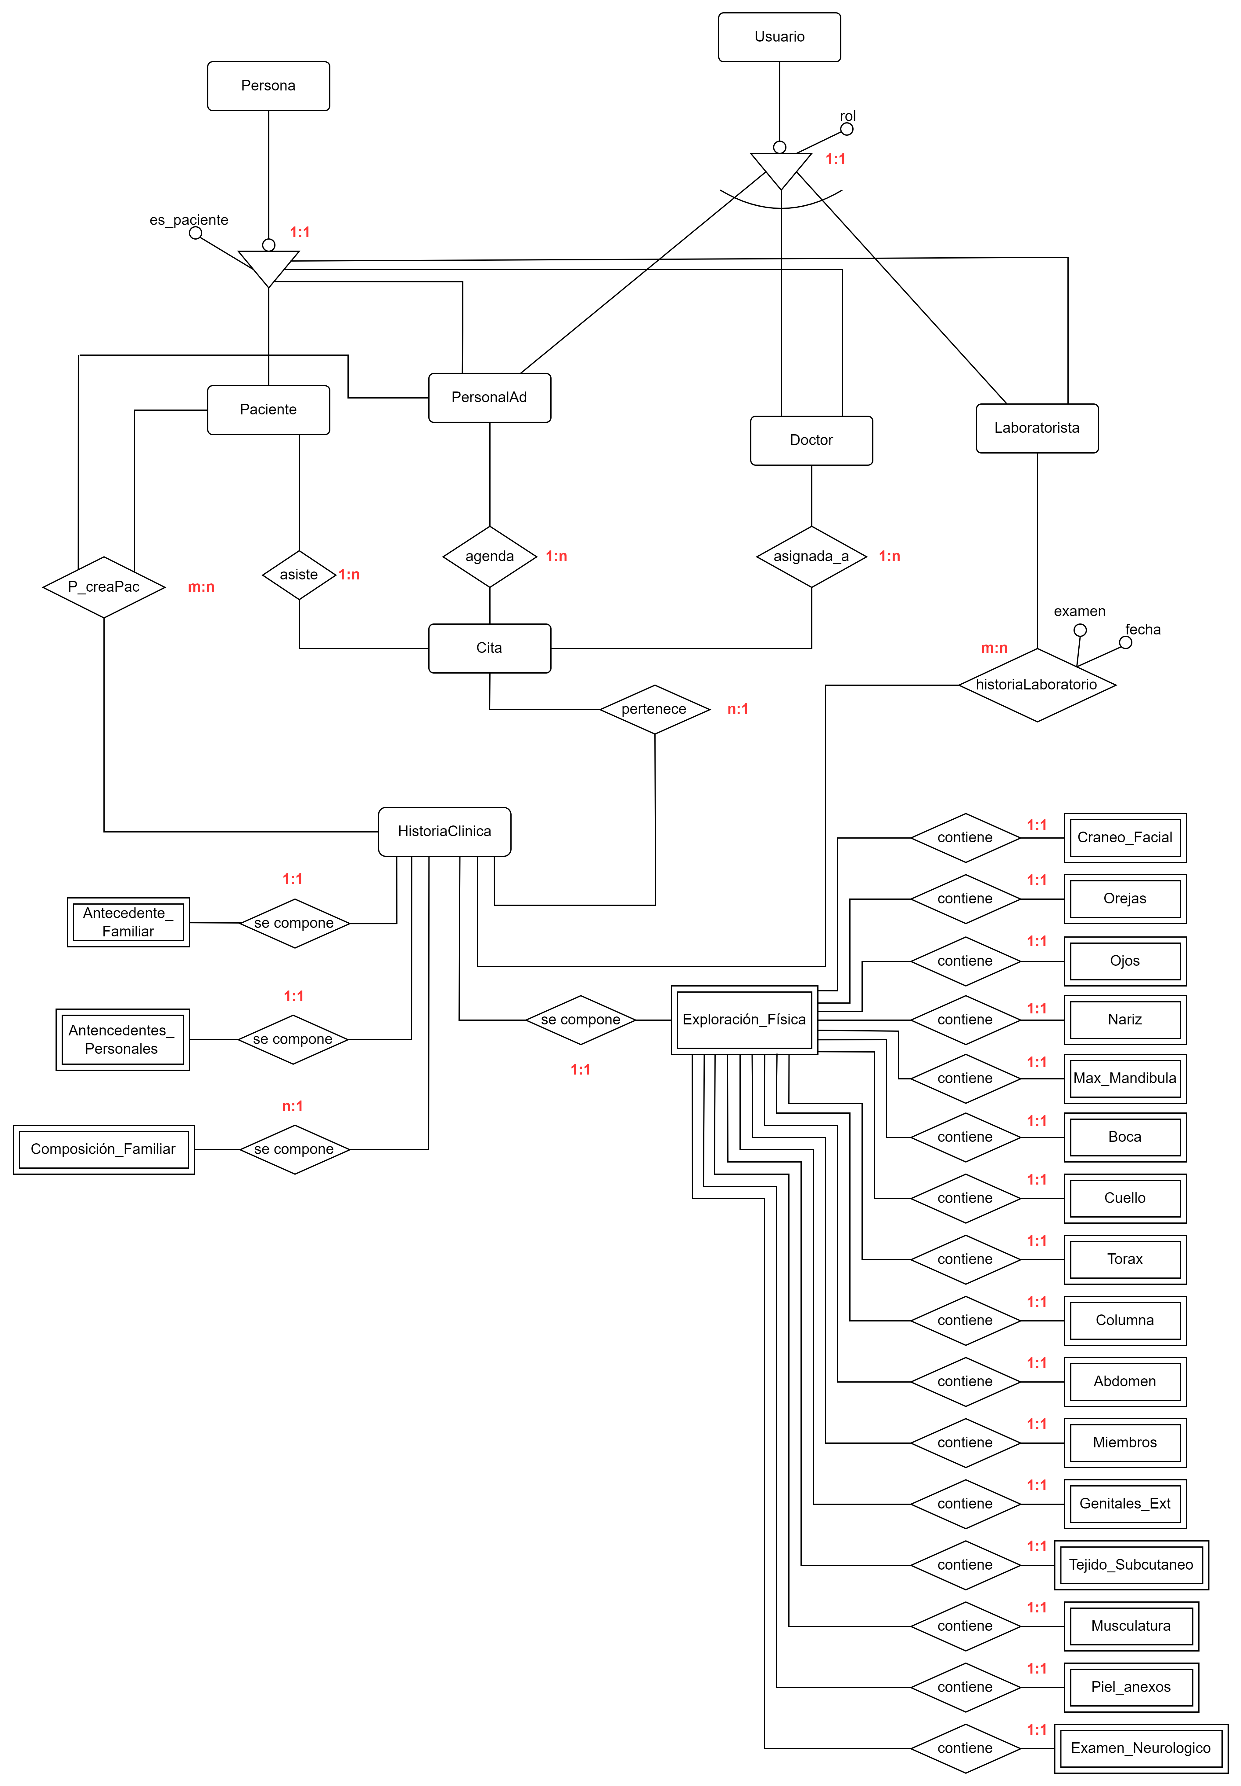 Usuario
Persona
rol
1:1
es_paciente
1:1
PersonalAd
Paciente
Doctor
Laboratorista
agenda
1:n
asignada_a
1:n
asiste
1:n
P_creaPac
m:n
examen
fecha
Cita
m:n
historiaLaboratorio
pertenece
n:1
HistoriaClinica
1:1
contiene
Craneo_Facial
1:1
Antecedente_
Familiar
se compone
1:1
contiene
Orejas
1:1
contiene
Ojos
1:1
Antencedentes_
Personales
se compone
se compone
1:1
Exploración_Física
1:1
contiene
Nariz
1:1
contiene
Max_Mandibula
n:1
Composición_Familiar
se compone
1:1
contiene
Boca
1:1
contiene
Cuello
1:1
contiene
Torax
1:1
contiene
Columna
1:1
contiene
Abdomen
1:1
contiene
Miembros
1:1
contiene
Genitales_Ext
1:1
contiene
Tejido_Subcutaneo
1:1
contiene
Musculatura
1:1
contiene
Piel_anexos
1:1
contiene
Examen_Neurologico